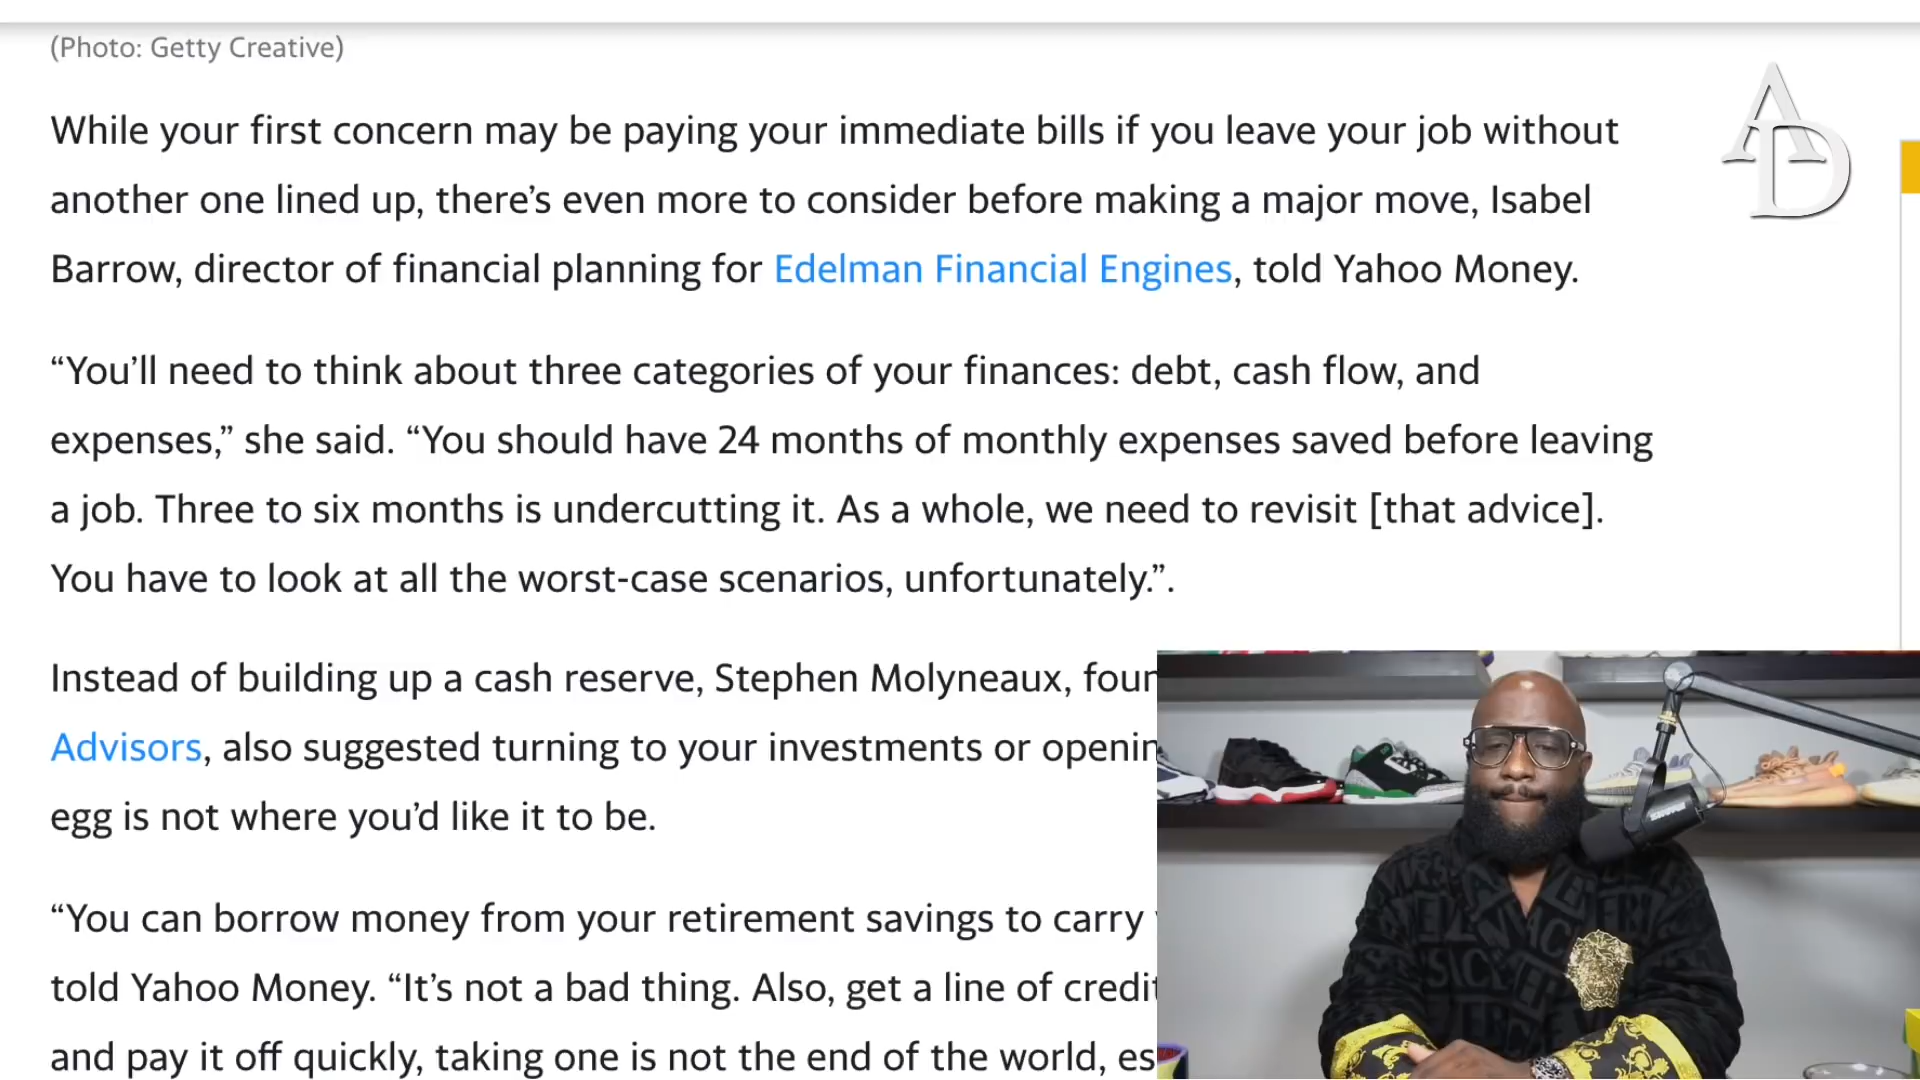 (Photo: Getty Creative)
While your first concern may be paying your immediate bills if you leave your job without
another one lined up, there’s even more to consider before making a major move, Isabel
Barrow, director of financial planning for Edelman Financial Engines, told Yahoo Money.
“You’ll need to think about three categories of your finances: debt, cash flow, and
expenses,” she said. “You should have 24 months of monthly expenses saved before leaving
a job. Three to six months is undercutting it. As a whole, we need to revisit [that advice].
You have to look at all the worst-case scenarios, unfortunately.”.
Instead of building up a cash reserve, Stephen Molyneaux,
Advisors, also suggested turning to your investments or
egg is not where you’d like it to be.
“You can borrow money from your retirement savings to carry
told Yahoo Money. “It’s not a bad thing. Also, get a line of
and pay it off quickly, taking one is not the end of the world,
AD